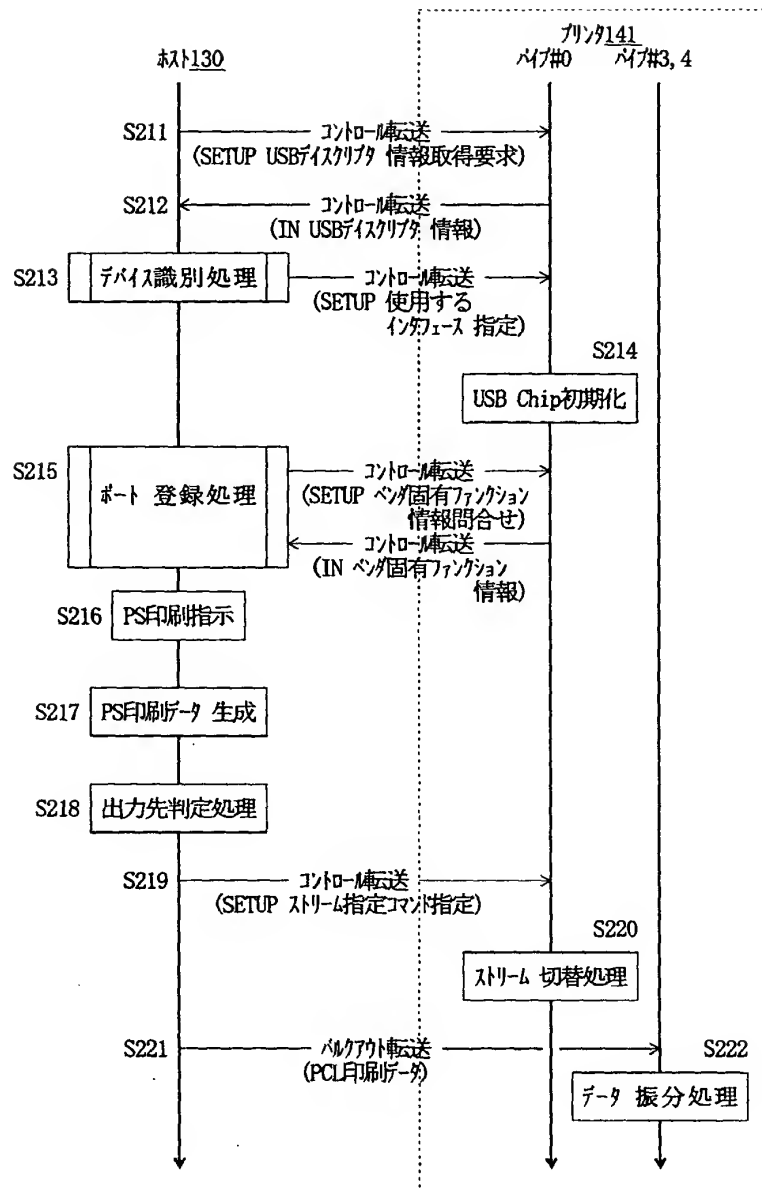 プリンタ141
ホスト130
パイプ#0 パイプ#3,4
S211
コントロール転送
(SETUP USBディスクリプタ 情報取得要求)
S212
コントロール転送
(IN USBディスクリプタ 情報)
S213
デバイス識別処理
コントロール転送
(SETUP 使用する
インタフェース 指定)
S214
USB Chip初期化
S215
ポート 登録処理
コントロール転送
(SETUP ベンダ固有ファンクション
情報問合せ)
コントロール転送
(IN ベンダ固有ファンクション
情報)
S216
PS印刷指示
S217
PS印刷データ 生成
S218
出力先判定処理
S219
コントロール転送
(SETUP ストリーム指定コマンド指定)
S220
ストリーム 切替処理
S221
バルクアウト転送
(PCL印刷データ)
S222
データ 振分処理